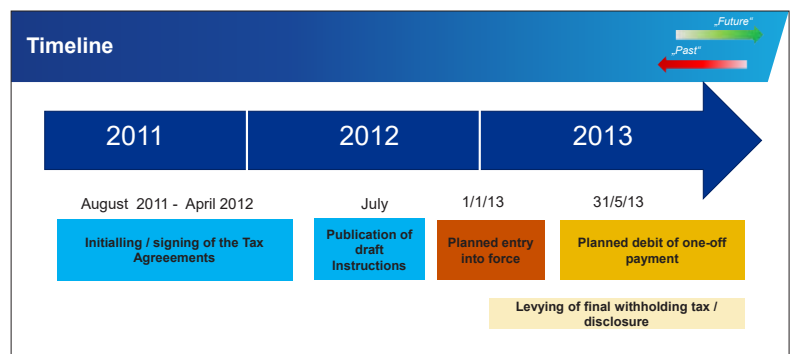 Timeline
„Future“
„Past“
2011
2012
2013
August 2011 - April 2012
July
1/1/13
31/5/13
Initialling / signing of the Tax
Agreeements
Publication of
draft
Instructions
Planned entry
into force
Planned debit of one-off
payment
Levying of final withholding tax /
disclosure